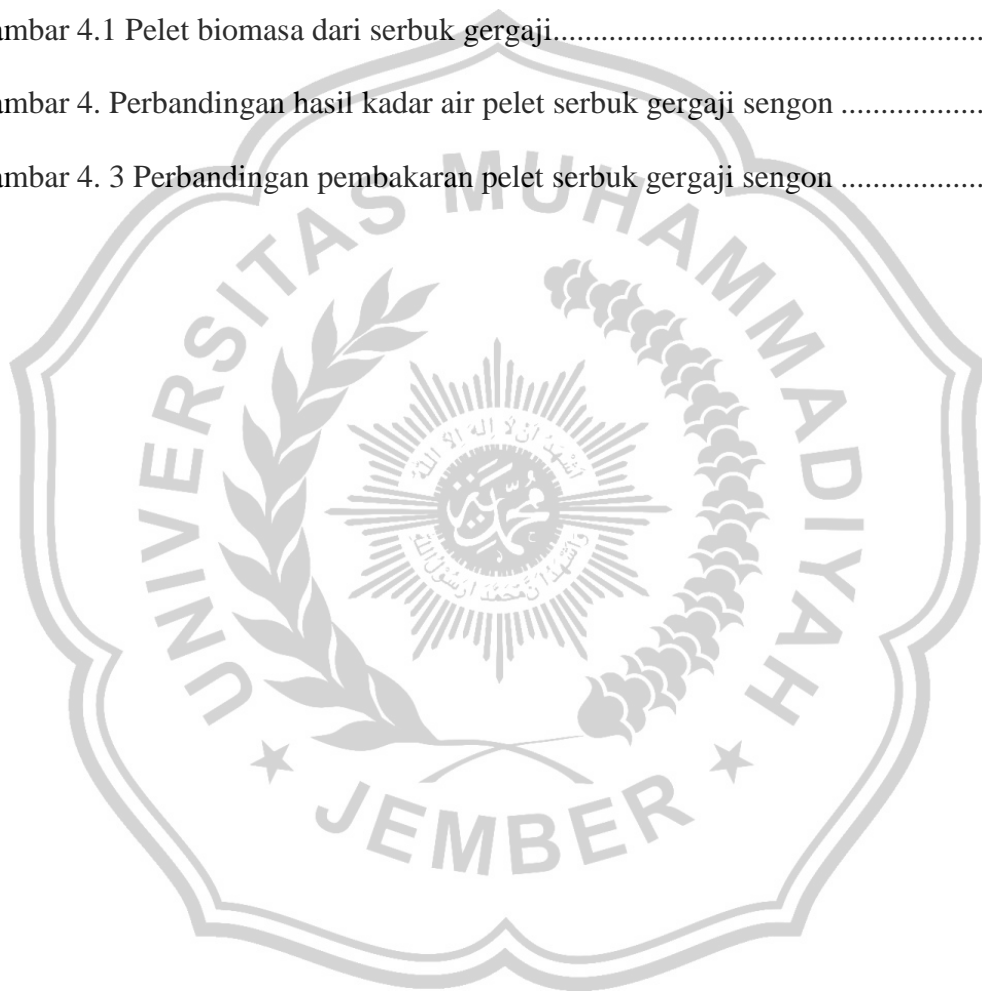 ambar 4.1 Pelet biomasa dari serbuk gergaji......................................................
ambar 4. Perbandingan hasil kadar air pelet serbuk gergaji sengon ..................
ambar 4. 3 Perbandingan pembakaran pelet serbuk gergaji sengon ..................
UNIVERSITAS MUHAMMADIYAH
JEMBER